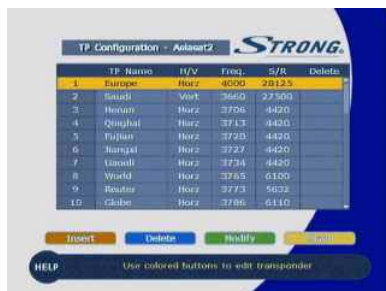 TP Configuration - Asiasat2
STRONG.
TP Name H/V Freq. S/R Delete
1 Europe Horz 4000 28125
2 Saudi Vert 3660 27500
3 Henan Horz 3706 4420
4 Qinghai Horz 3713 4420
5 Fujian Horz 3720 4420
6 Jiangxi Horz 3727 4420
7 Horz 3734 4420
8 World Horz 3765 6100
9 Reuter Horz 3773 5632
10 Globe Horz 3786 6110
Insert Delete Modify
HELP Use colored buttons to edit transponder